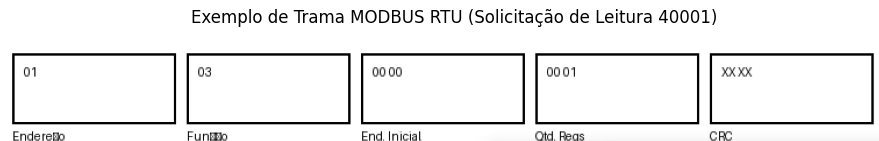 Exemplo de Trama MODBUS RTU (Solicitação de Leitura 40001)
01 03 00 00 00 01 XX XX
End. Inicial Qtd. Regs CRC